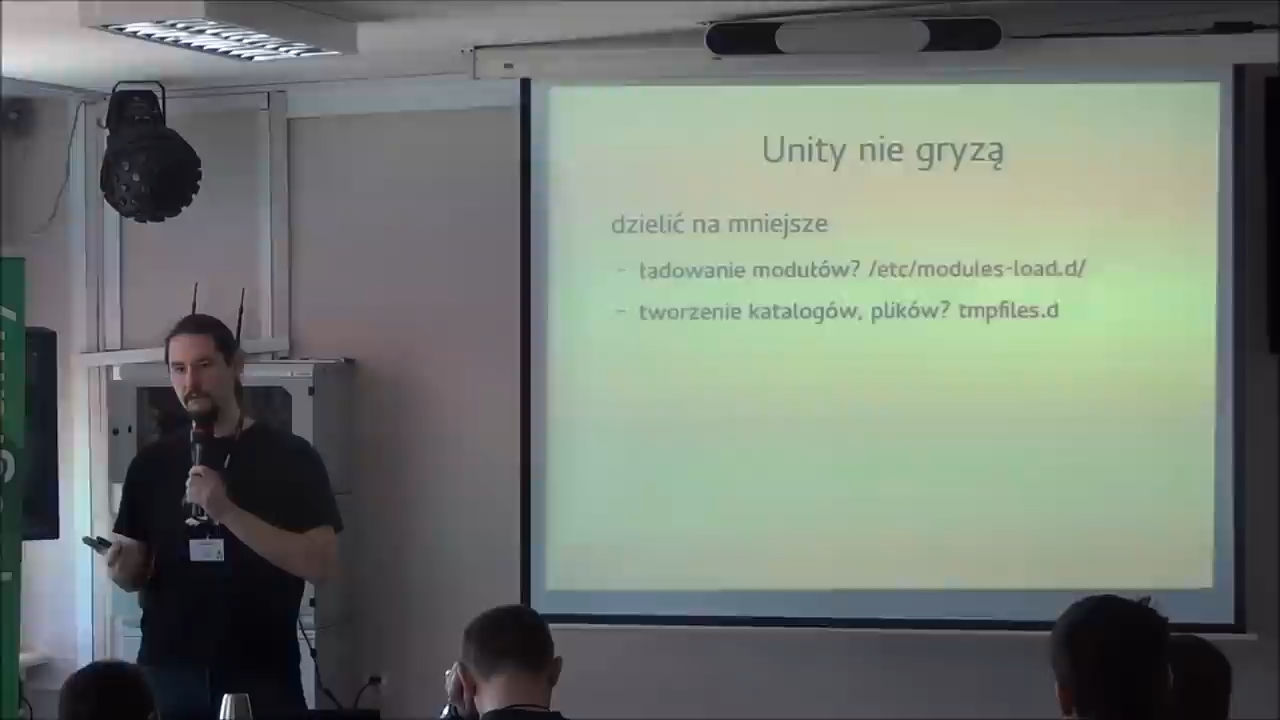 Unity nie gryzą
dzielić na mniejsze
- ładowanie modułów? /etc/modules-load.d/
- tworzenie katalogów, plików? tmpfiles.d